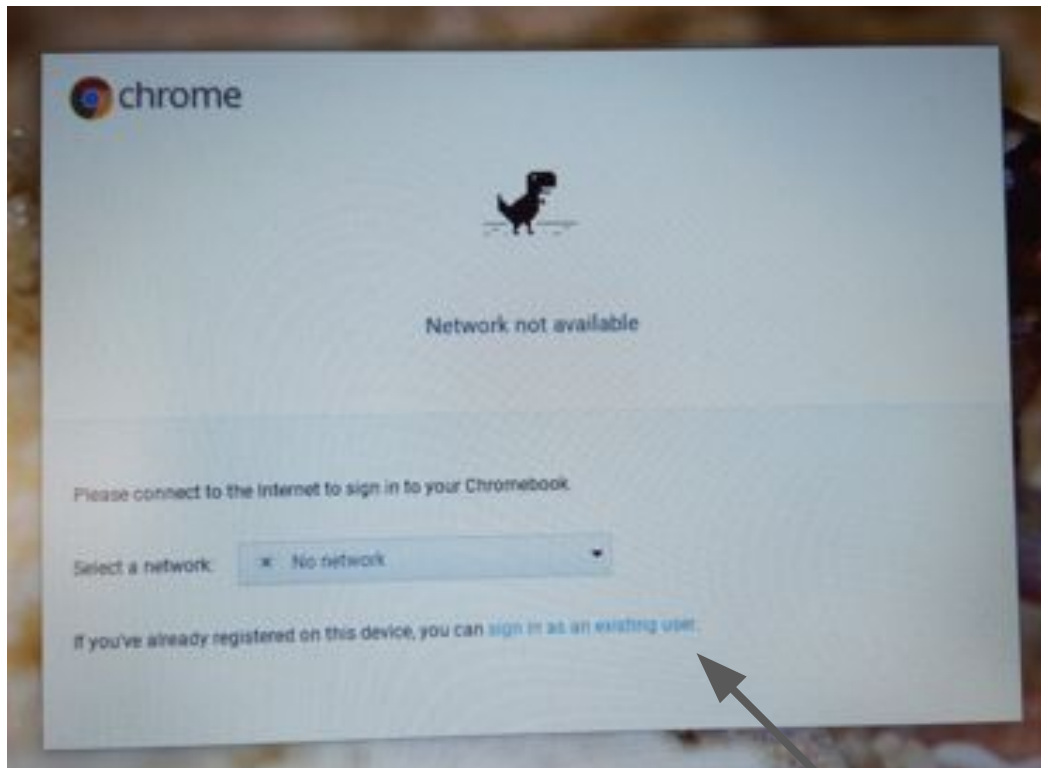 chrome
Network not available
Please connect to the Internet to sign in to your Chromebook.
Select a network: × No network
If you've already registered on this device, you can sign in as an existing user.